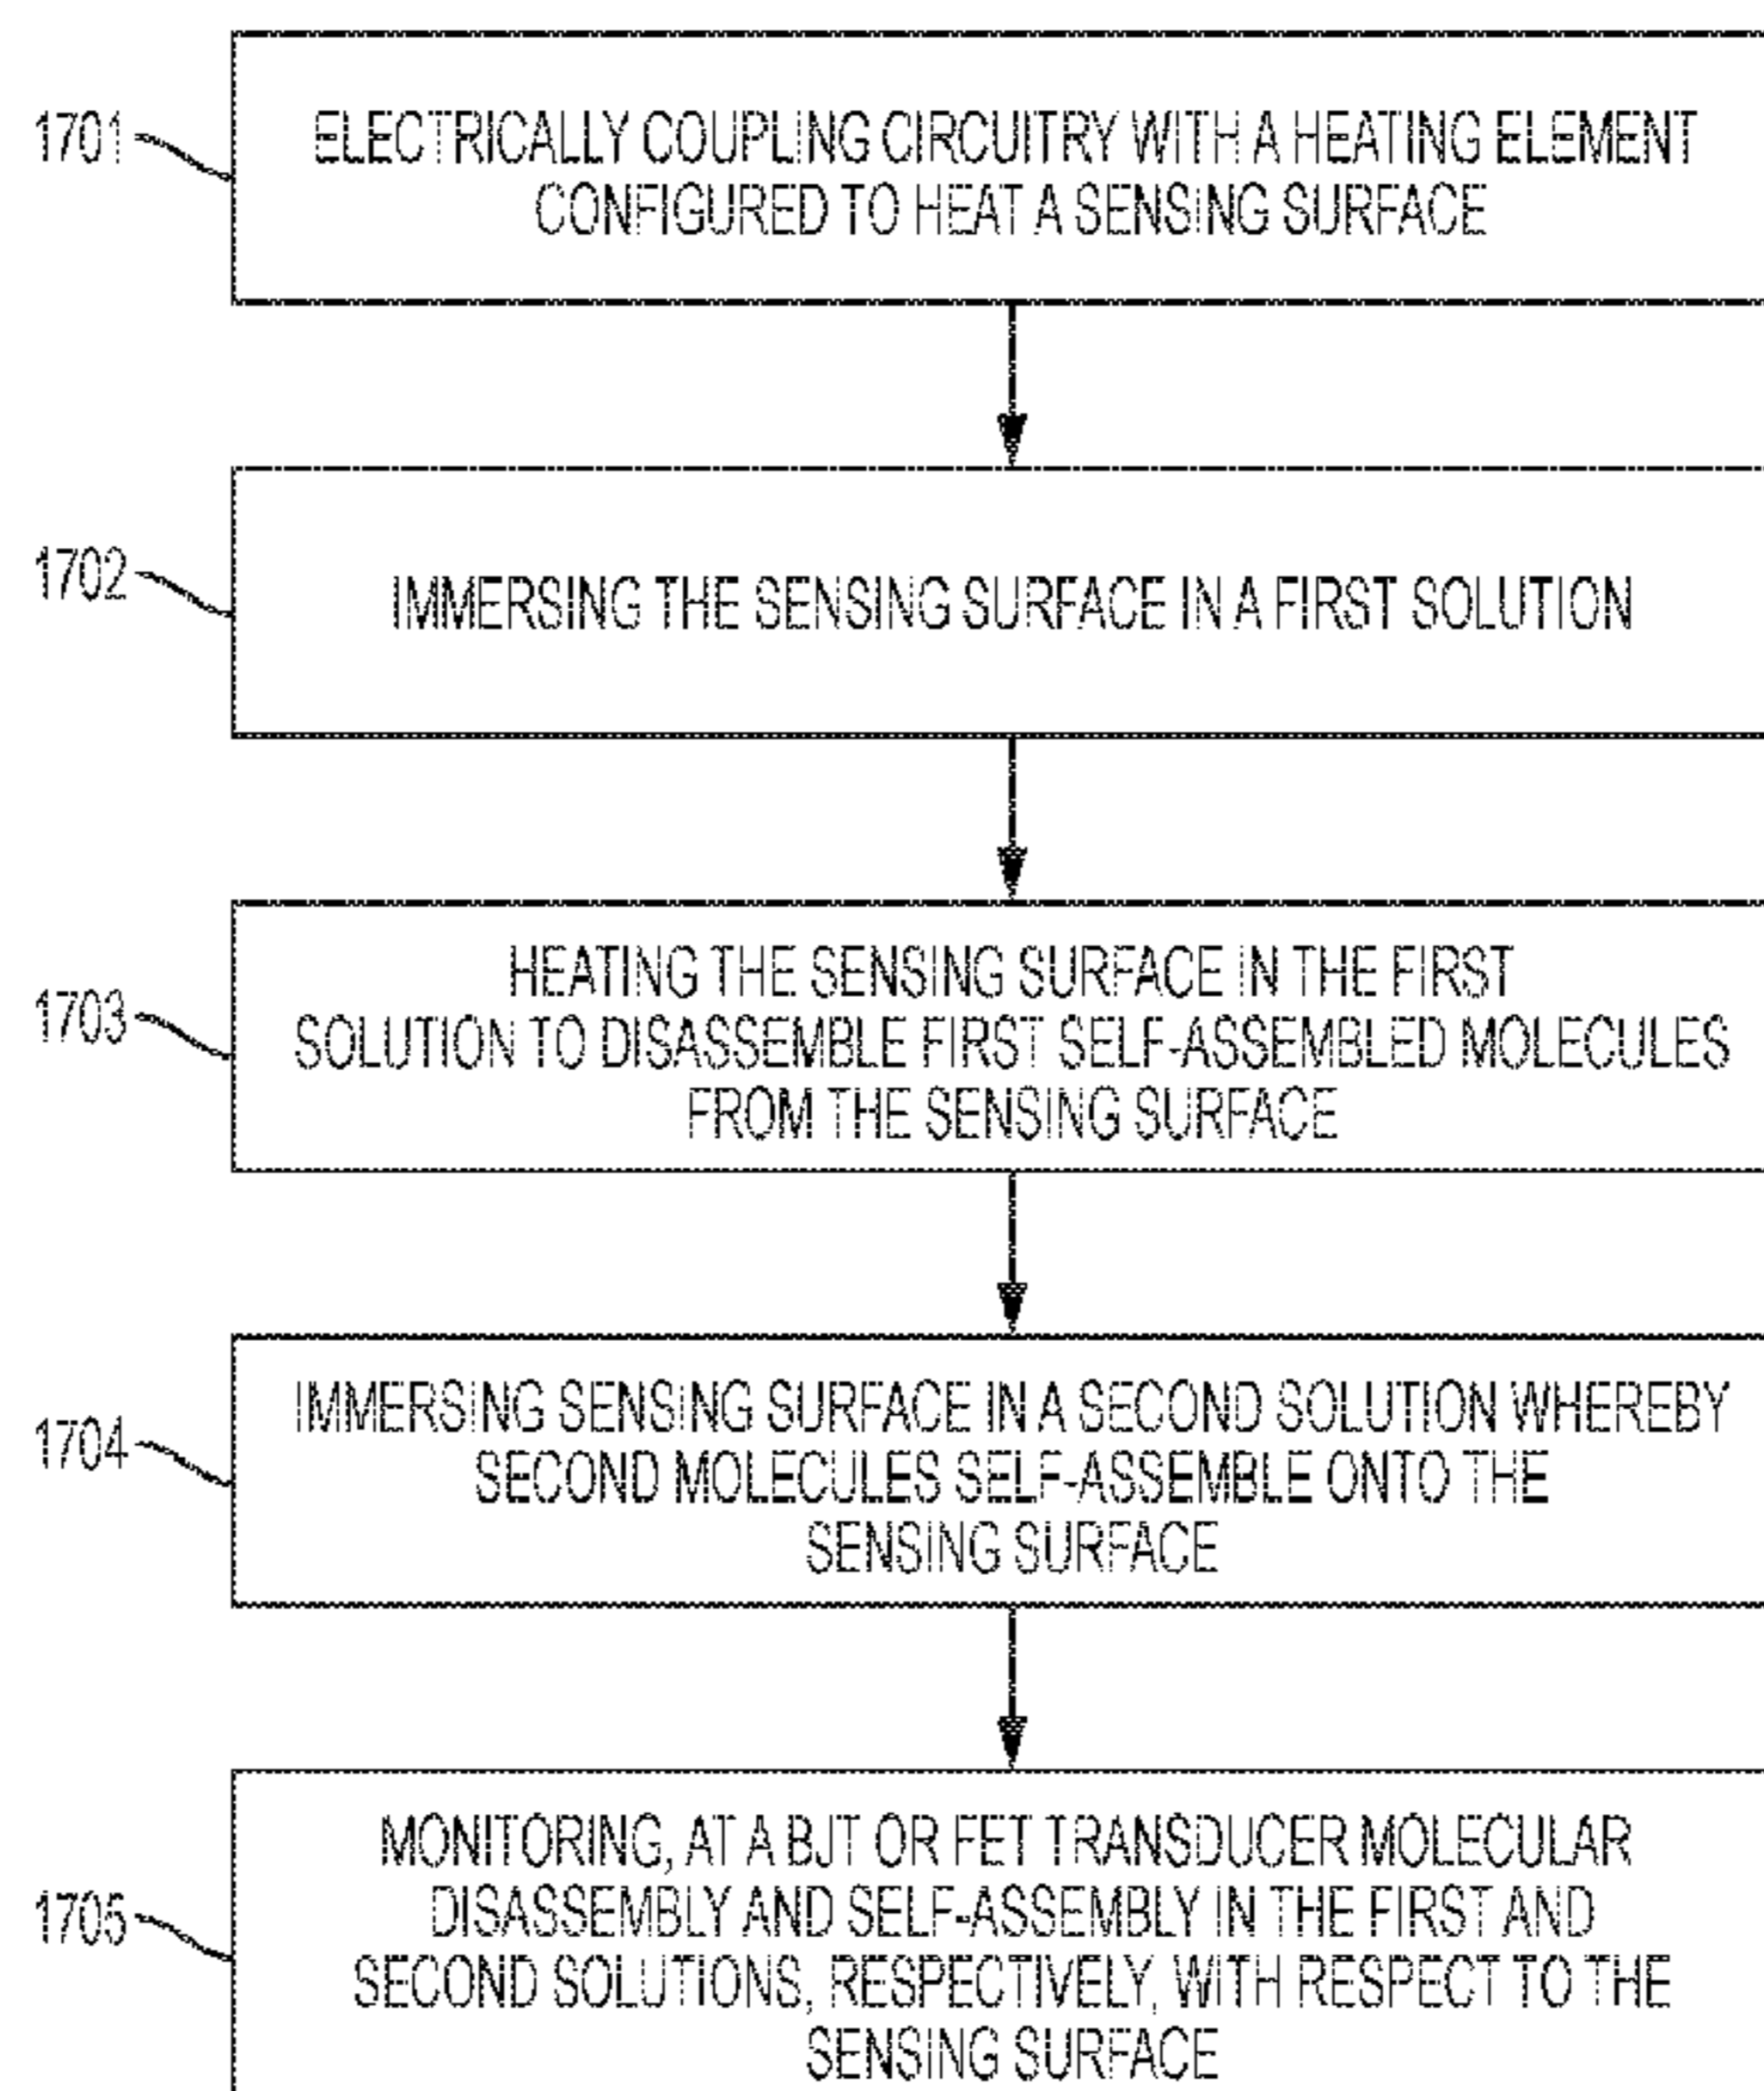 1701
ELECTRICALLY COUPLING CIRCUITRY WITH A HEATING ELEMENT
CONFIGURED TO HEAT A SENSING SURFACE
1702
IMMERSING THE SENSING SURFACE IN A FIRST SOLUTION
1703
HEATING THE SENSING SURFACE IN THE FIRST
SOLUTION TO DISASSEMBLE FIRST SELF-ASSEMBLED MOLECULES
FROM THE SENSING SURFACE
1704
IMMERSING SENSING SURFACE IN A SECOND SOLUTION WHEREBY
SECOND MOLECULES SELF-ASSEMBLE ONTO THE
SENSING SURFACE
1705
MONITORING, AT A BJT OR FET TRANSDUCER MOLECULAR
DISASSEMBLY AND SELF-ASSEMBLY IN THE FIRST AND
SECOND SOLUTIONS, RESPECTIVELY, WITH RESPECT TO THE
SENSING SURFACE